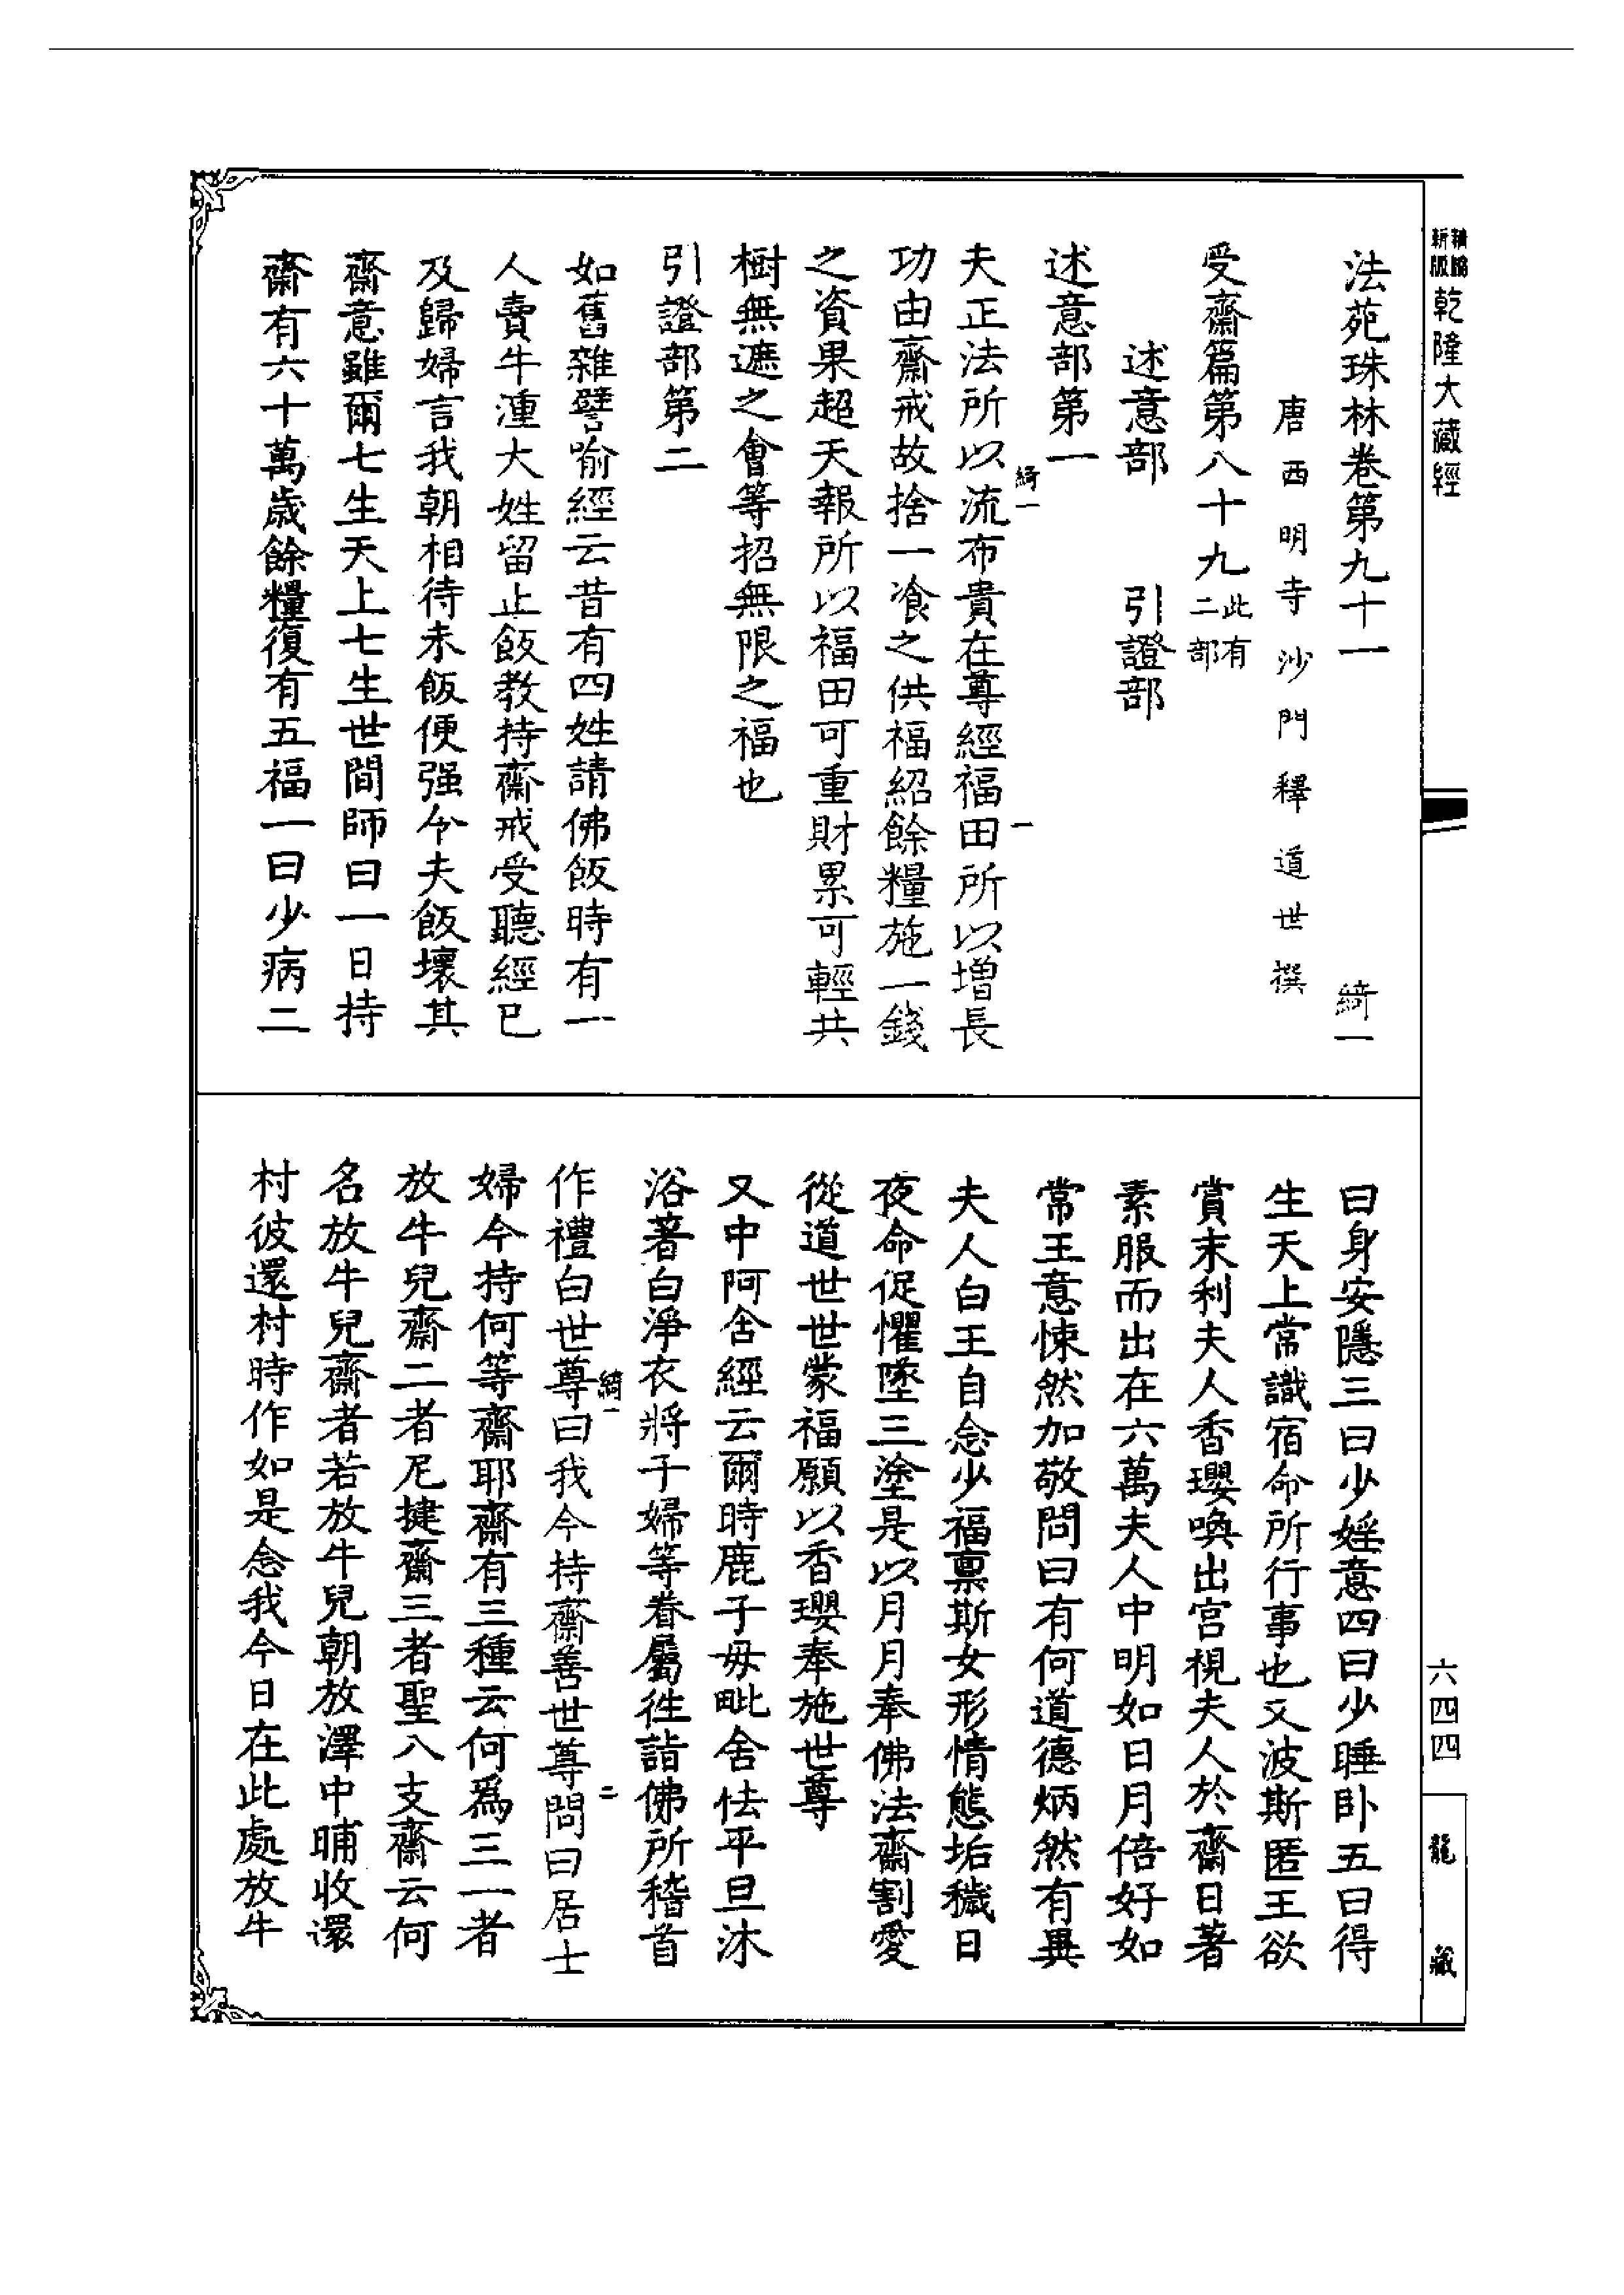 乾隆大藏經
法苑珠林卷第九十一 綺一
唐西明寺沙門釋道世撰
受齋篇第八十九此有二部
述意部 引證部
述意部第一
綺一 一
夫正法所以流布貴在尊經福田所以增長
功由齋戒故捨一飡之供福紹餘糧施一錢
之資果超天報所以福田可重財累可輕共
樹無遮之會等招無限之福也
引證部第二
如舊雜譬喻經云昔有四姓請佛飯時有一
人賣牛湩大姓留止飯教持齋戒受聽經已
及歸婦言我朝相待未飯便强令夫飯壞其
齋意雖爾七生天上七生世間師曰一日持
齋有六十萬歲餘糧復有五福一曰少病二
曰身安隱三曰少婬意四曰少睡卧五曰得
生天上常識宿命所行事也又波斯匿王欲
賞末利夫人香瓔喚出宮視夫人於齋日著
素服而出在六萬夫人中明如日月倍好如
常王意悚然加敬問曰有何道德炳然有異
夫人白王自念少福禀斯女形情態垢穢日
夜命促懼墜三塗是以月月奉佛法齋割愛
從道世世蒙福願以香瓔奉施世尊
又中阿含經云爾時鹿子毋毗舍佉平旦沐
浴著白淨衣將子婦等眷屬徃詣佛所稽首
綺一 二
作禮白世尊曰我今持齋善世尊問曰居士
婦今持何等齋耶齋有三種云何爲三一者
放牛兒齋二者尼揵齋三者聖八支齋云何
名放牛兒齋者若放牛兒朝放澤中晡收還
村彼還村時作如是念我今日在此處放牛
六四四
龍藏